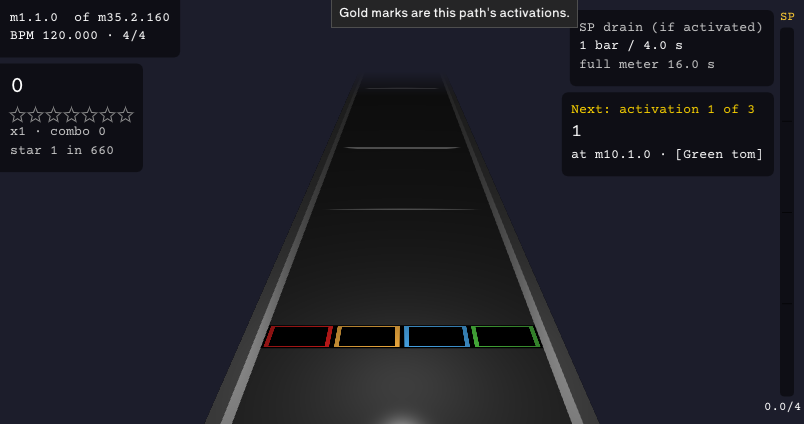 m1.1.0  of m35.2.160
BPM 120.000 · 4/4
0
x1 · combo 0
star 1 in 660
Gold marks are this path's activations.
SP drain (if activated)
1 bar / 4.0 s
full meter 16.0 s
Next: activation 1 of 3
1
at m10.1.0 · [Green tom]
SP
0.0/4